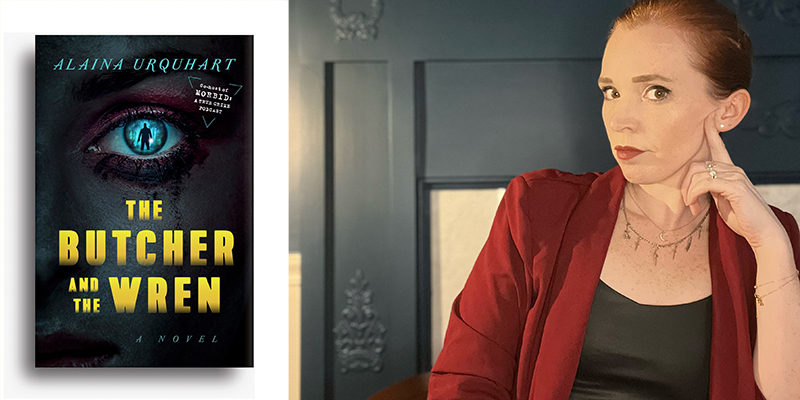 ALAINA URQUHART
Co-host of
MORBID:
A TRUE CRIME
PODCAST
THE
BUTCHER
AND
THE
WREN
A NOVEL